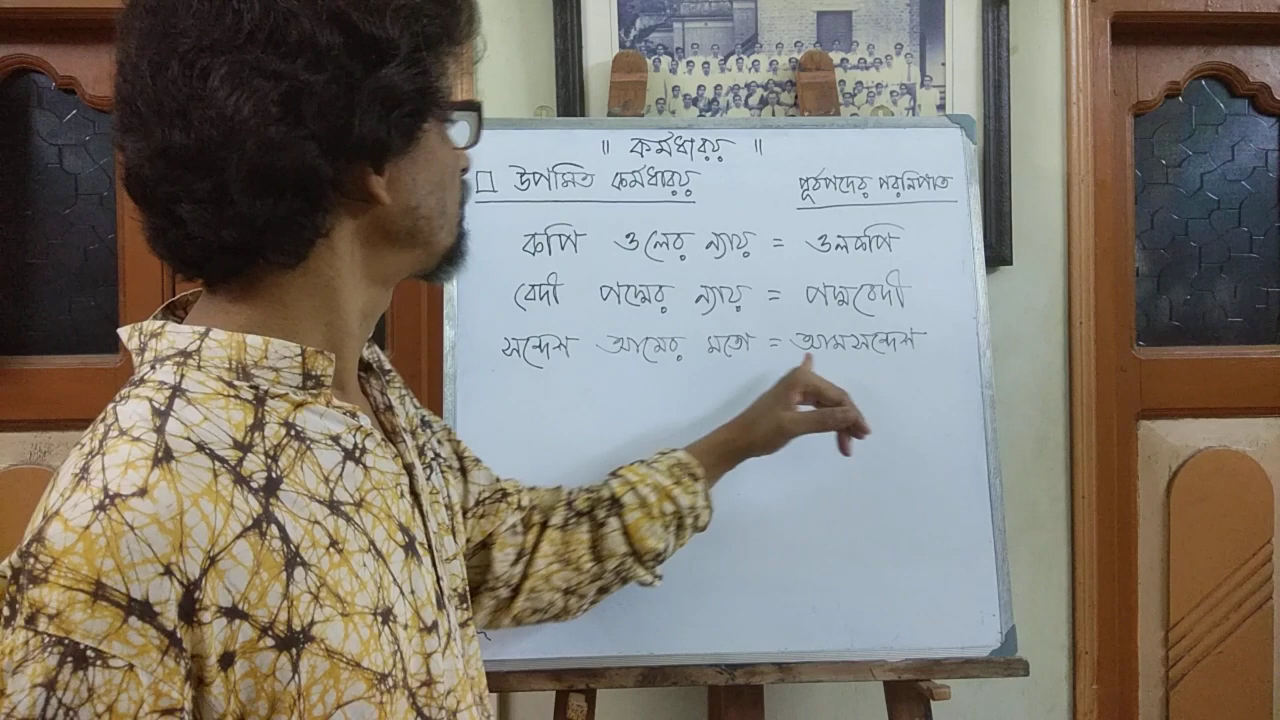 ॥ কর্মধারয় ॥
□ উপমিত কর্মধারয় পূর্বপদের পরনিপাত
কপি ওলের ন্যায় = ওলকপি
বেদী পদ্মের ন্যায় = পদ্মবেদী
সন্দেশ আমের মতো = আমসন্দেশ